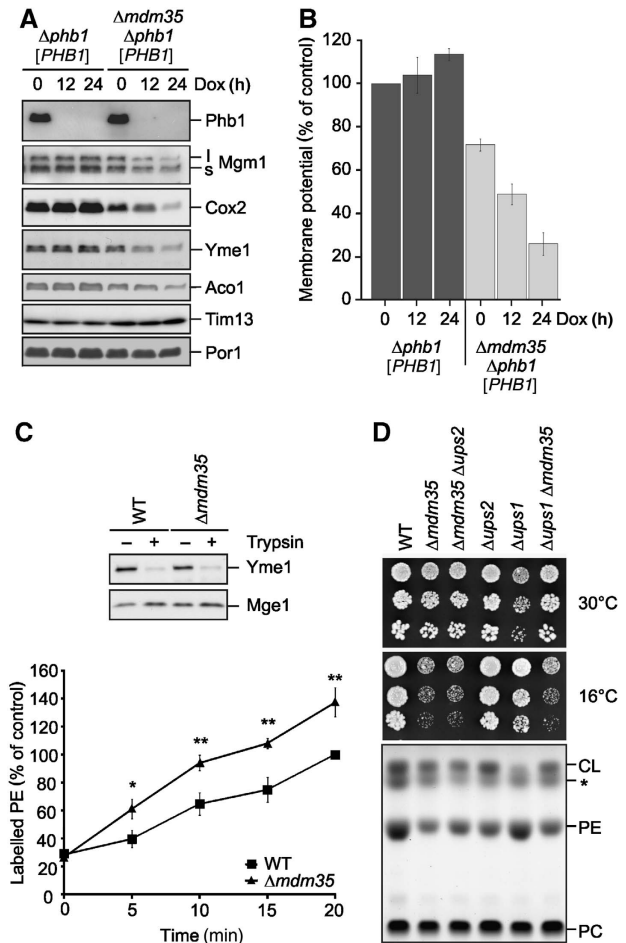 A
Δphb1
[PHB1]
Δmdm35
Δphb1
[PHB1]
0 12 24 0 12 24 Dox (h)
Phb1
l
s
Mgm1
Cox2
Yme1
Aco1
Tim13
Por1
B
Membrane potential (% of control)
120
100
80
60
40
20
0
0 12 24 0 12 24 Dox (h)
Δphb1
[PHB1]
Δmdm35
Δphb1
[PHB1]
C
WT
Δmdm35
– + – + Trypsin
Yme1
Mge1
Labelled PE (% of control)
160
140
120
100
80
60
40
20
0
* ** ** **
WT
Δmdm35
0 5 10 15 20
Time (min)
D
WT
Δmdm35
Δmdm35 Δups2
Δups2
Δups1
Δups1 Δmdm35
30°C
16°C
CL
*
PE
PC